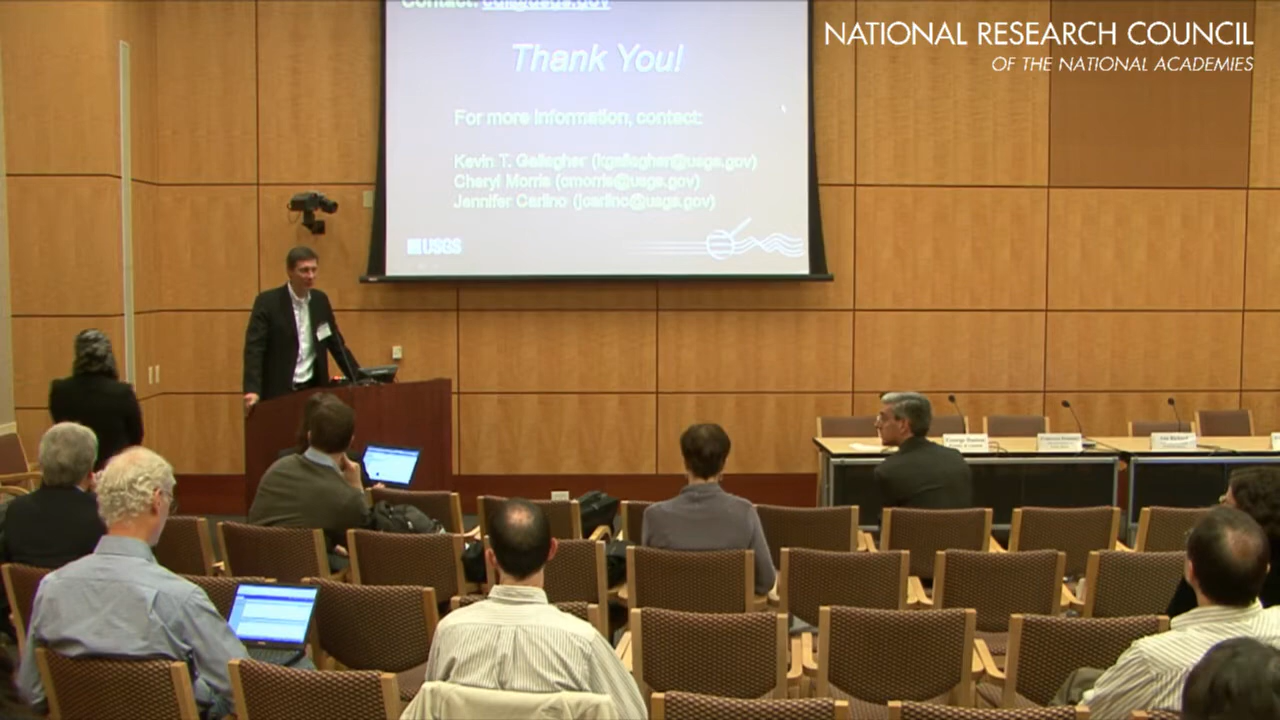 NATIONAL RESEARCH COUNCIL
OF THE NATIONAL ACADEMIES
Contact:
Thank You!
For more information, contact:
Kevin T. Gallagher (kgallagher@usgs.gov)
Cheryl Morris (cmorris@usgs.gov)
Jennifer Carlino (jcarlino@usgs.gov)
USGS